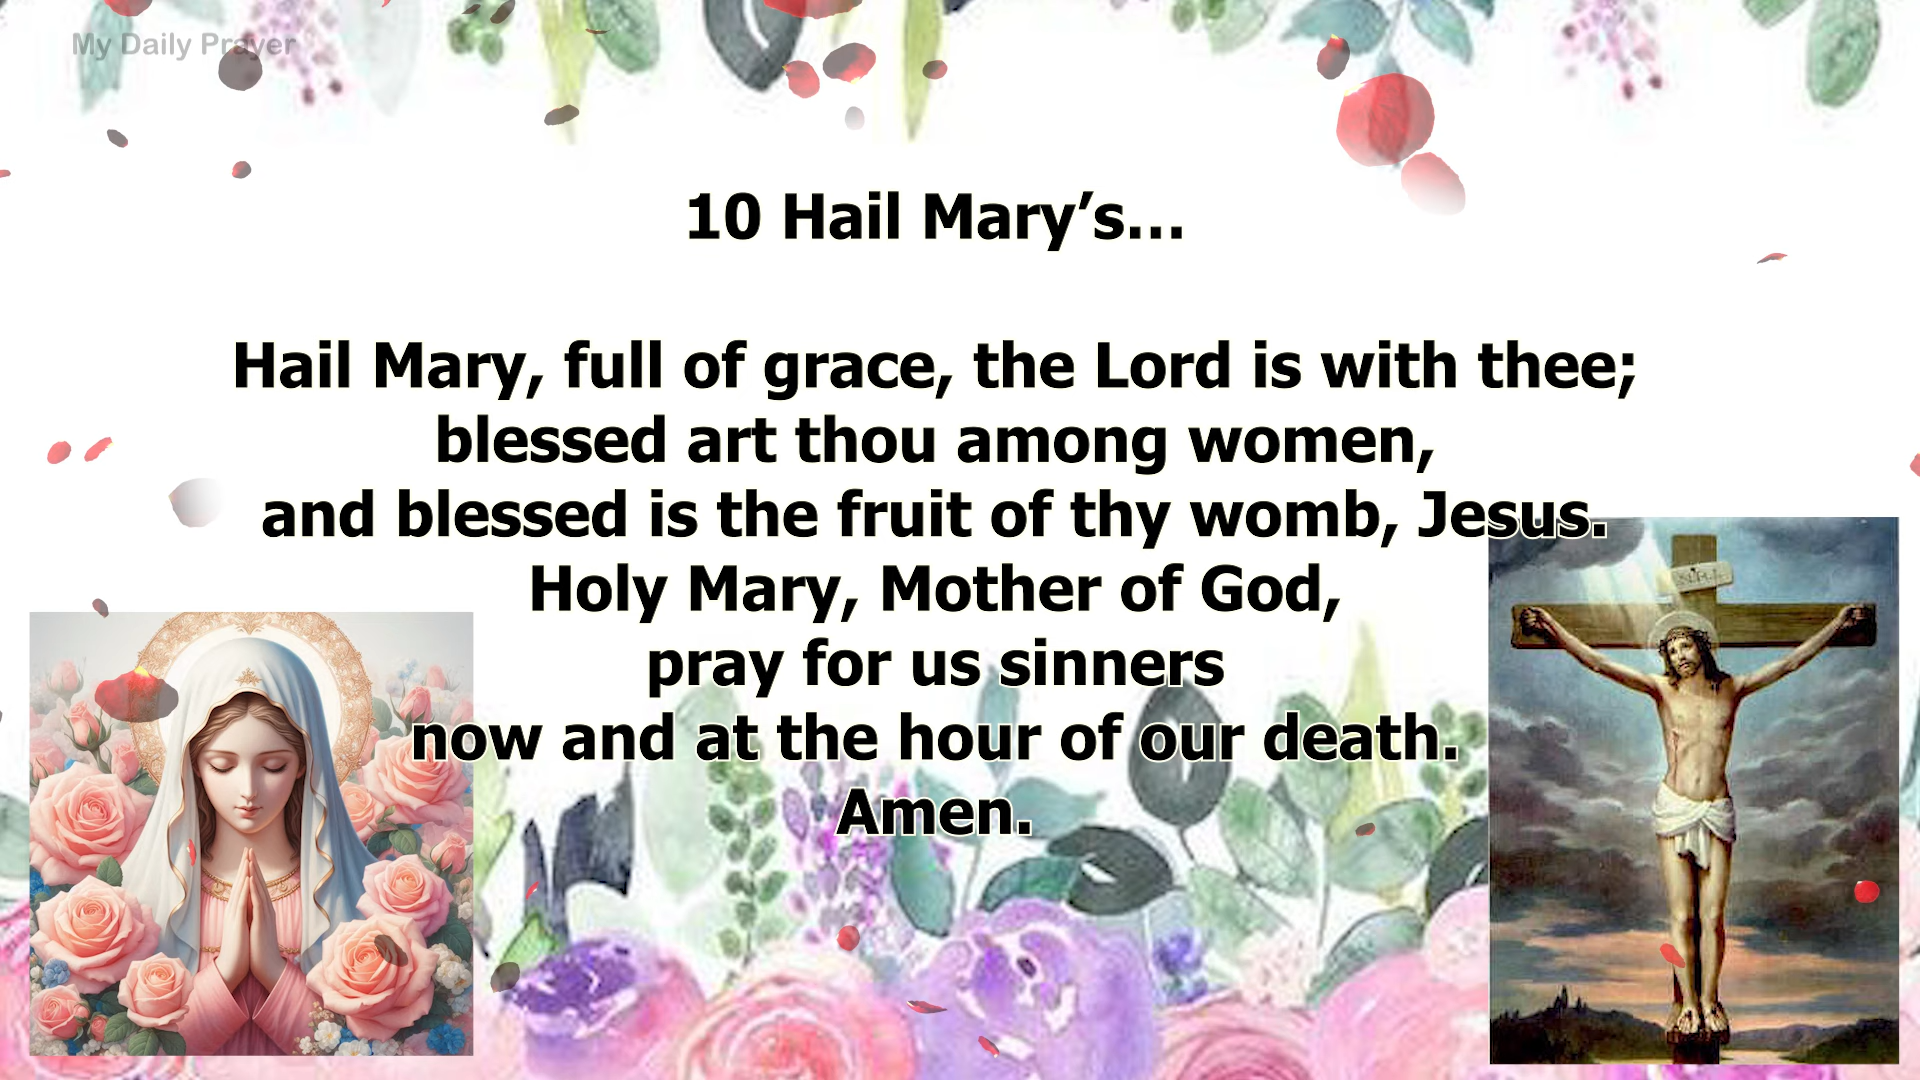 My Daily Prayer
10 Hail Mary’s...
Hail Mary, full of grace, the Lord is with thee;
blessed art thou among women,
and blessed is the fruit of thy womb, Jesus.
Holy Mary, Mother of God,
pray for us sinners
now and at the hour of our death.
Amen.